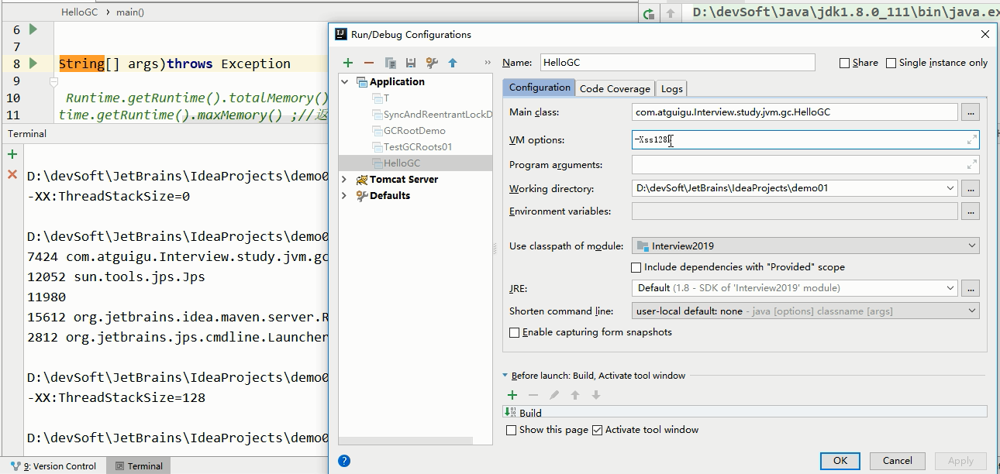 HelloGC › main()
D:\devSoft\Java\jdk1.8.0_111\bin\java.ex
6
7
8 String[] args)throws Exception
9
10 Runtime.getRuntime().totalMemory()
11 time.getRuntime().maxMemory() ;//返
Terminal
D:\devSoft\JetBrains\IdeaProjects\demo0
-XX:ThreadStackSize=0
D:\devSoft\JetBrains\IdeaProjects\demo0
7424 com.atguigu.Interview.study.jvm.gc
12052 sun.tools.jps.Jps
11980
15612 org.jetbrains.idea.maven.server.R
2812 org.jetbrains.jps.cmdline.Launcher
D:\devSoft\JetBrains\IdeaProjects\demo0
-XX:ThreadStackSize=128
D:\devSoft\JetBrains\IdeaProjects\demo0
9: Version Control
Terminal
Run/Debug Configurations
Application
T
SyncAndReentrantLockD
GCRootDemo
TestGCRoots01
HelloGC
Tomcat Server
Defaults
Name: HelloGC
Share
Single instance only
Configuration
Code Coverage
Logs
Main class: com.atguigu.Interview.study.jvm.gc.HelloGC ...
VM options: -Xss128k
Program arguments:
Working directory: D:\devSoft\JetBrains\IdeaProjects\demo01 ...
Environment variables: ...
Use classpath of module: Interview2019
Include dependencies with "Provided" scope
JRE: Default (1.8 - SDK of 'Interview2019' module) ...
Shorten command line: user-local default: none - java [options] classname [args]
Enable capturing form snapshots
Before launch: Build, Activate tool window
Build
Show this page
Activate tool window
OK
Cancel
Apply